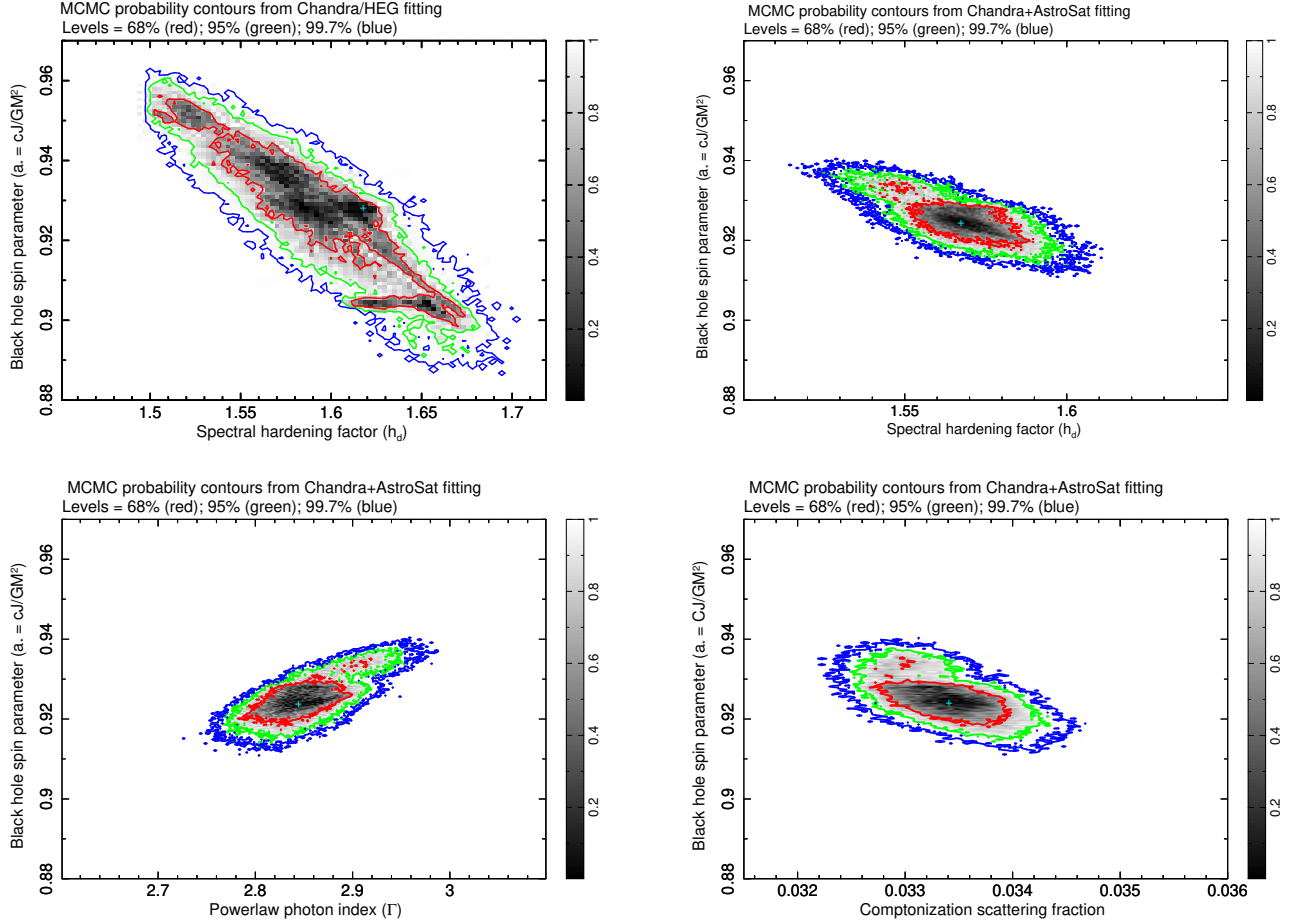 MCMC probability contours from Chandra/HEG fitting
Levels = 68% (red); 95% (green); 99.7% (blue)
Black hole spin parameter (a* = cJ/GM²)
0.96
0.94
0.92
0.9
0.88
1.5 1.55 1.6 1.65 1.7
Spectral hardening factor (h_d)
1
0.8
0.6
0.4
0.2
MCMC probability contours from Chandra+AstroSat fitting
Levels = 68% (red); 95% (green); 99.7% (blue)
Black hole spin parameter (a* = cJ/GM²)
0.96
0.94
0.92
0.9
0.88
1.55 1.6
Spectral hardening factor (h_d)
1
0.8
0.6
0.4
0.2
MCMC probability contours from Chandra+AstroSat fitting
Levels = 68% (red); 95% (green); 99.7% (blue)
Black hole spin parameter (a* = cJ/GM²)
0.96
0.94
0.92
0.9
0.88
2.7 2.8 2.9 3
Powerlaw photon index (Γ)
1
0.8
0.6
0.4
0.2
MCMC probability contours from Chandra+AstroSat fitting
Levels = 68% (red); 95% (green); 99.7% (blue)
Black hole spin parameter (a* = CJ/GM²)
0.96
0.94
0.92
0.9
0.88
0.032 0.033 0.034 0.035 0.036
Comptonization scattering fraction
1
0.8
0.6
0.4
0.2